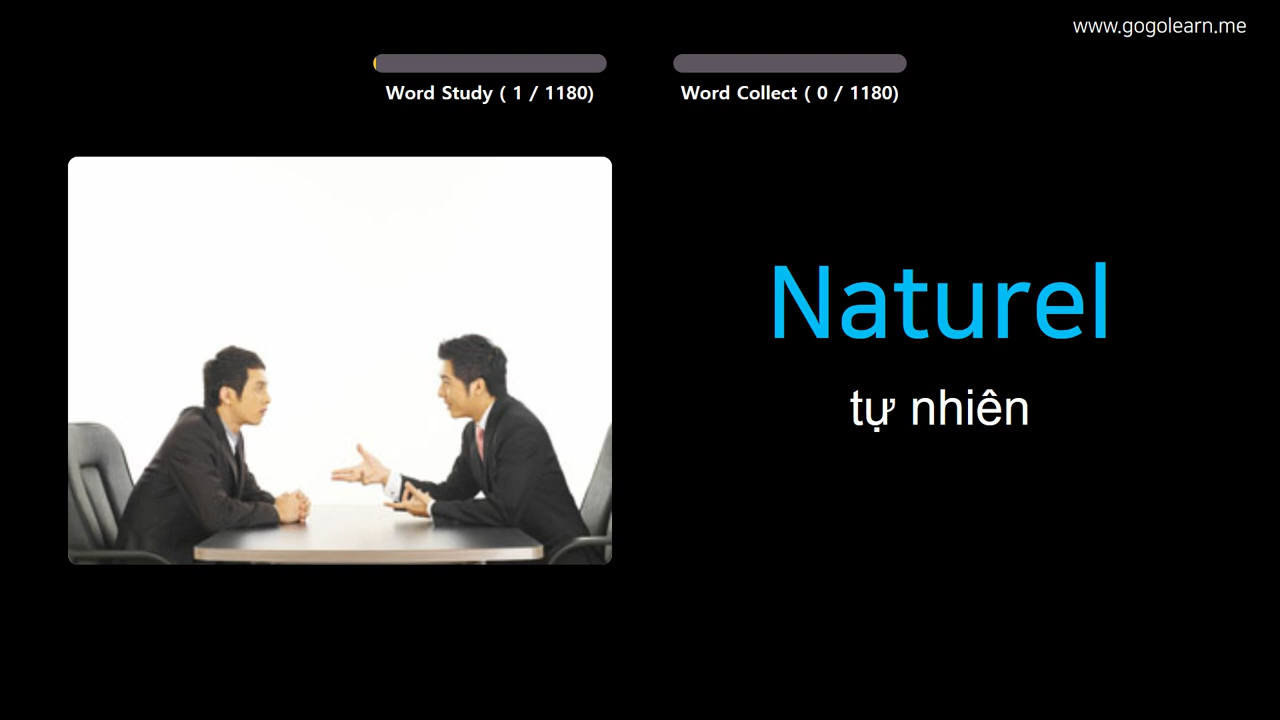 www.gogolearn.me
Word Study ( 1 / 1180)
Word Collect ( 0 / 1180)
Naturel
tự nhiên